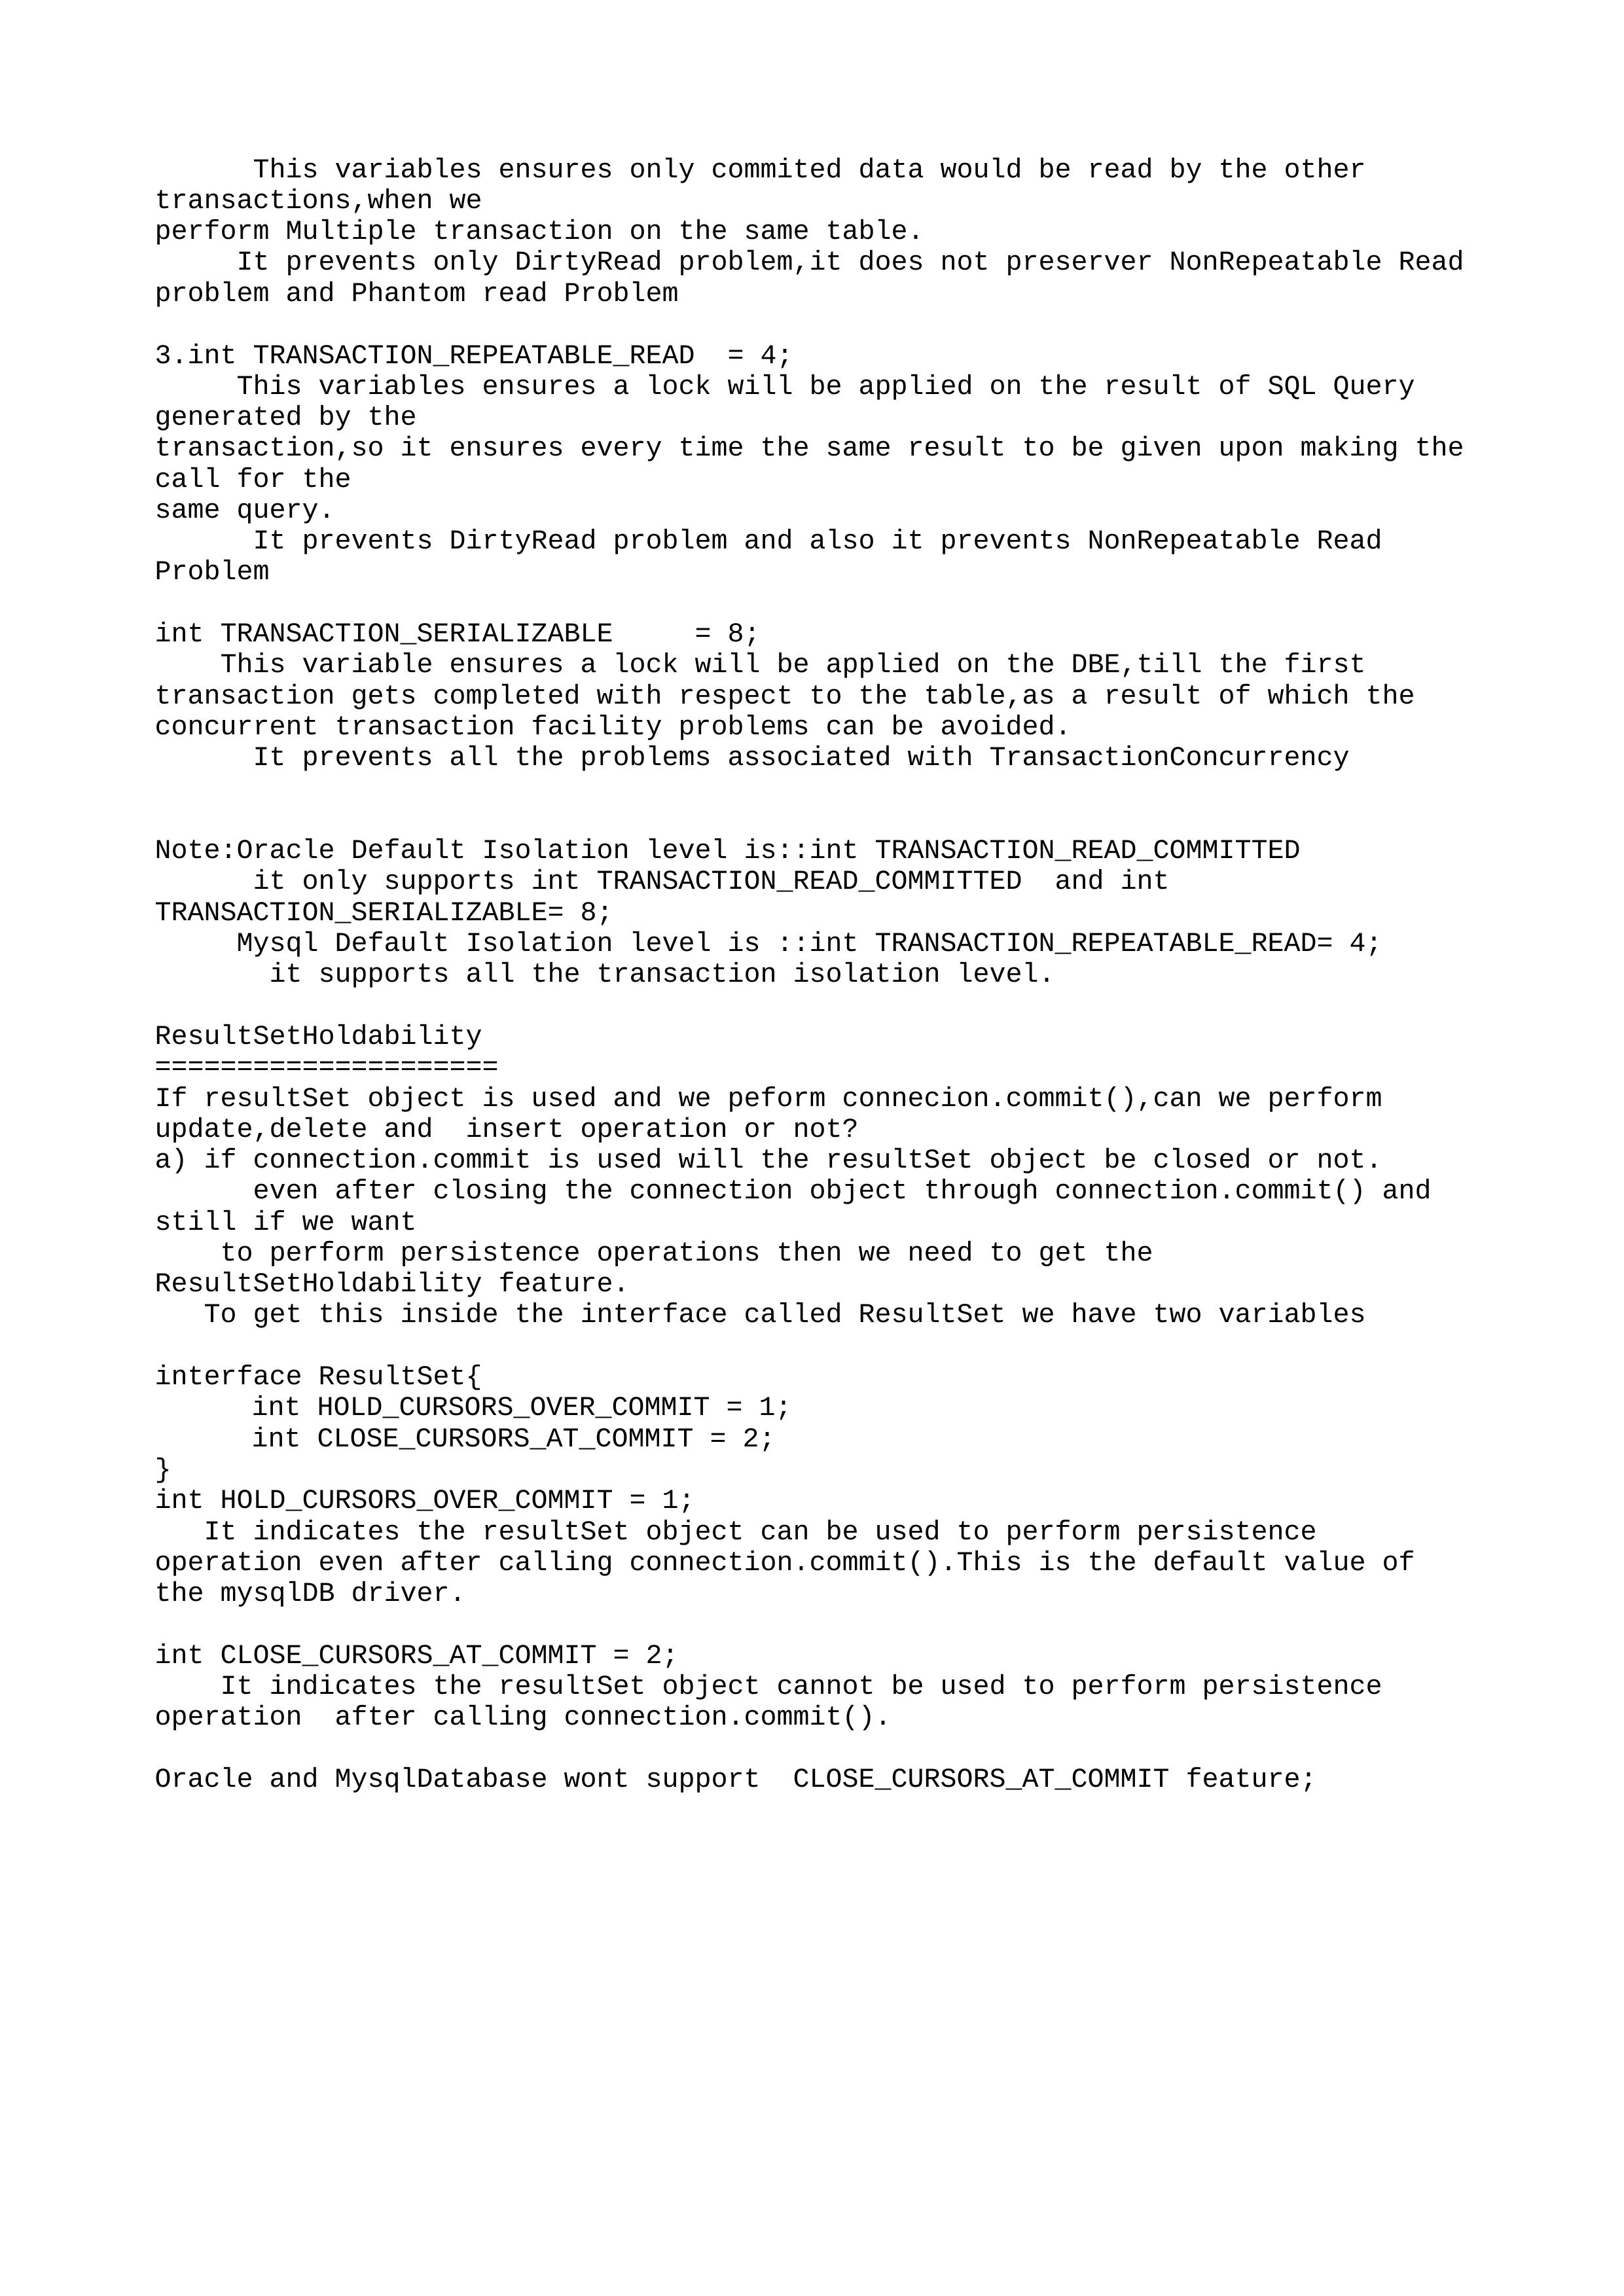 This variables ensures only commited data would be read by the other
transactions,when we
perform Multiple transaction on the same table.
It prevents only DirtyRead problem,it does not preserver NonRepeatable Read
problem and Phantom read Problem
3.int TRANSACTION_REPEATABLE_READ  = 4;
This variables ensures a lock will be applied on the result of SQL Query
generated by the
transaction,so it ensures every time the same result to be given upon making the
call for the
same query.
It prevents DirtyRead problem and also it prevents NonRepeatable Read
Problem
int TRANSACTION_SERIALIZABLE     = 8;
This variable ensures a lock will be applied on the DBE,till the first
transaction gets completed with respect to the table,as a result of which the
concurrent transaction facility problems can be avoided.
It prevents all the problems associated with TransactionConcurrency
Note:Oracle Default Isolation level is::int TRANSACTION_READ_COMMITTED
it only supports int TRANSACTION_READ_COMMITTED  and int
TRANSACTION_SERIALIZABLE= 8;
Mysql Default Isolation level is ::int TRANSACTION_REPEATABLE_READ= 4;
it supports all the transaction isolation level.
ResultSetHoldability
=====================
If resultSet object is used and we peform connecion.commit(),can we perform
update,delete and  insert operation or not?
a) if connection.commit is used will the resultSet object be closed or not.
even after closing the connection object through connection.commit() and
still if we want
to perform persistence operations then we need to get the
ResultSetHoldability feature.
To get this inside the interface called ResultSet we have two variables
interface ResultSet{
int HOLD_CURSORS_OVER_COMMIT = 1;
int CLOSE_CURSORS_AT_COMMIT = 2;
}
int HOLD_CURSORS_OVER_COMMIT = 1;
It indicates the resultSet object can be used to perform persistence
operation even after calling connection.commit().This is the default value of
the mysqlDB driver.
int CLOSE_CURSORS_AT_COMMIT = 2;
It indicates the resultSet object cannot be used to perform persistence
operation  after calling connection.commit().
Oracle and MysqlDatabase wont support  CLOSE_CURSORS_AT_COMMIT feature;